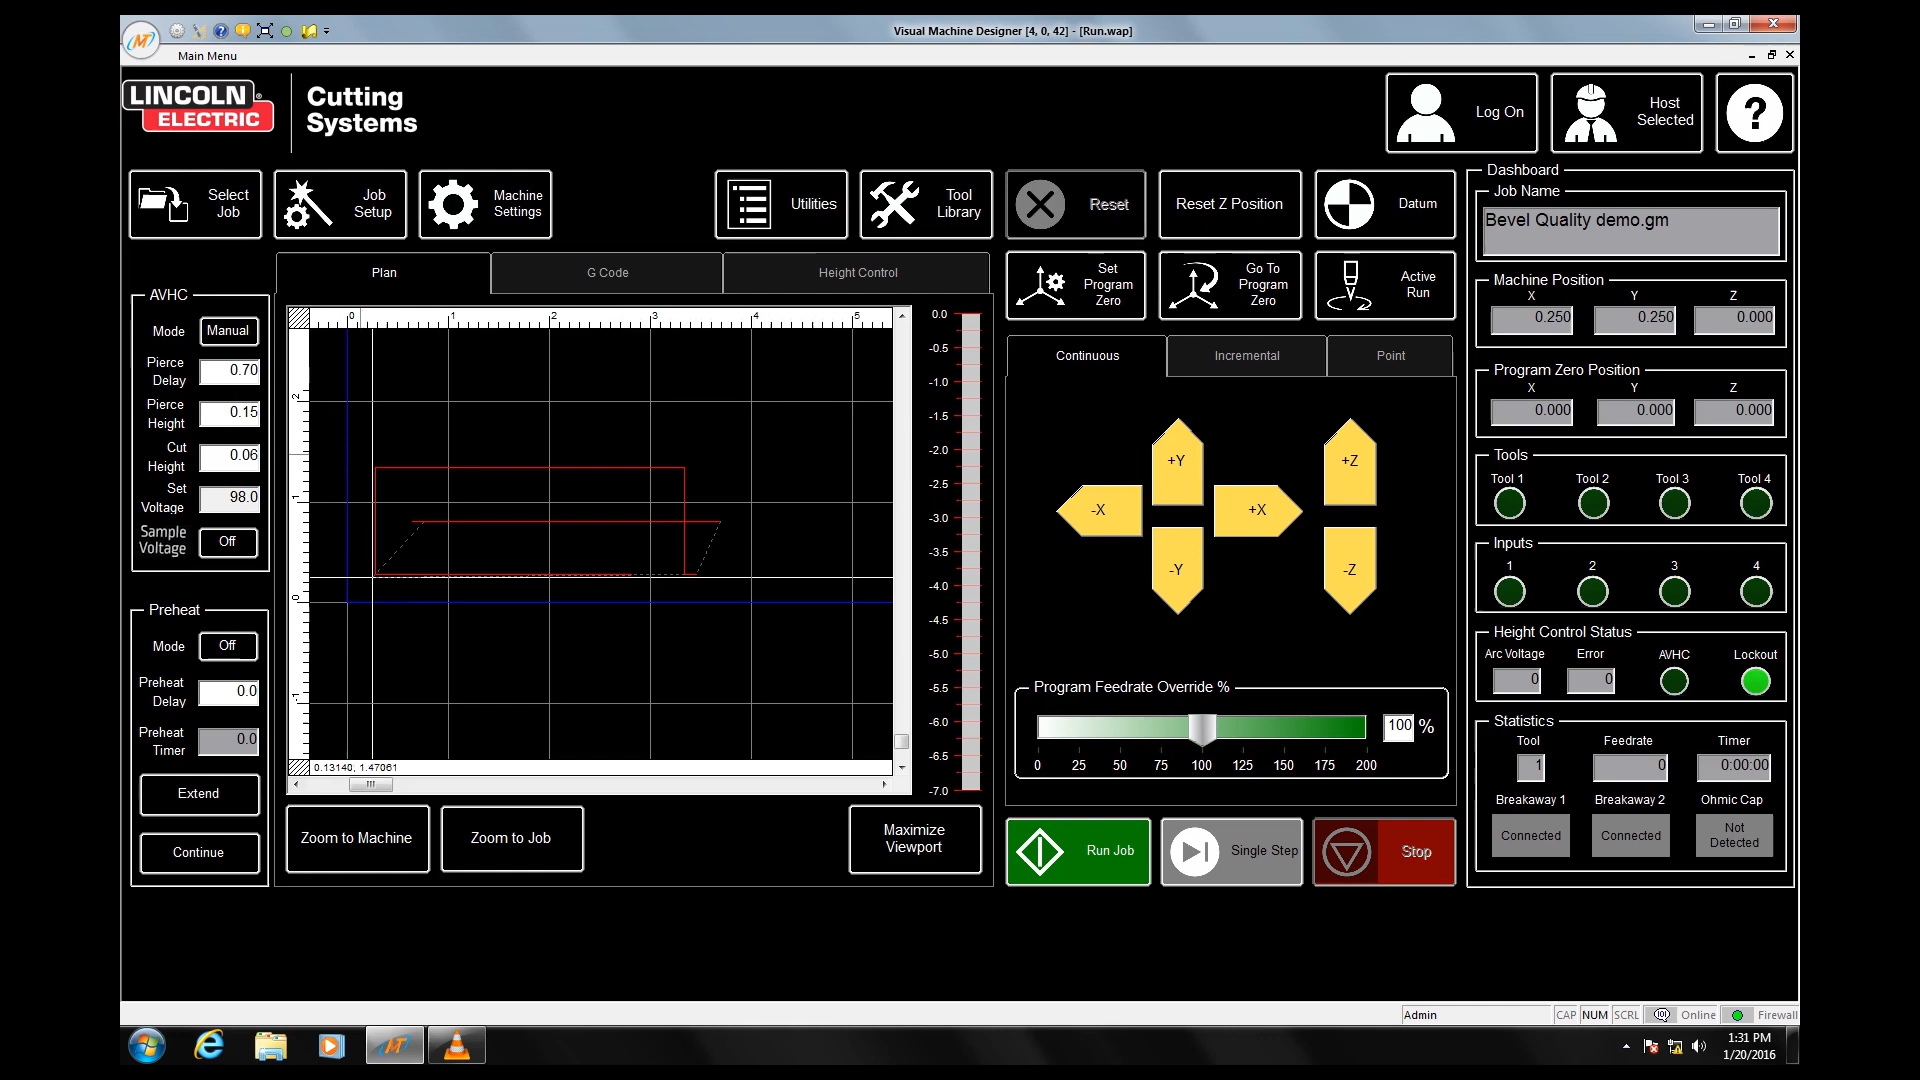 Visual Machine Designer [4, 0, 42] - [Run.wap]
Main Menu
LINCOLN ®
ELECTRIC
Cutting
Systems
Log On
Host
Selected
?
Select
Job
Job
Setup
Machine
Settings
Utilities
Tool
Library
Reset
Reset Z Position
Datum
Set
Program
Zero
Go To
Program
Zero
Active
Run
Plan
G Code
Height Control
AVHC
Mode Manual
Pierce
Delay 0.70
Pierce
Height 0.15
Cut
Height 0.06
Set
Voltage 98.0
Sample
Voltage Off
Preheat
Mode Off
Preheat
Delay 0.0
Preheat
Timer 0.0
Extend
Continue
0 1 2 3 4 5
2
1
0
-1
0.13140, 1.47061
0.0
-0.5
-1.0
-1.5
-2.0
-2.5
-3.0
-3.5
-4.0
-4.5
-5.0
-5.5
-6.0
-6.5
-7.0
Zoom to Machine
Zoom to Job
Maximize
Viewport
Continuous
Incremental
Point
+Y
+Z
-X
+X
-Y
-Z
Program Feedrate Override %
100 %
0 25 50 75 100 125 150 175 200
Run Job
Single Step
Stop
Dashboard
Job Name
Bevel Quality demo.gm
Machine Position
X Y Z
0.250 0.250 0.000
Program Zero Position
X Y Z
0.000 0.000 0.000
Tools
Tool 1 Tool 2 Tool 3 Tool 4
Inputs
1 2 3 4
Height Control Status
Arc Voltage Error AVHC Lockout
0 0
Statistics
Tool Feedrate Timer
1 0 0:00:00
Breakaway 1 Breakaway 2 Ohmic Cap
Connected Connected Not
Detected
Admin CAP NUM SCRL Online Firewall
1:31 PM
1/20/2016